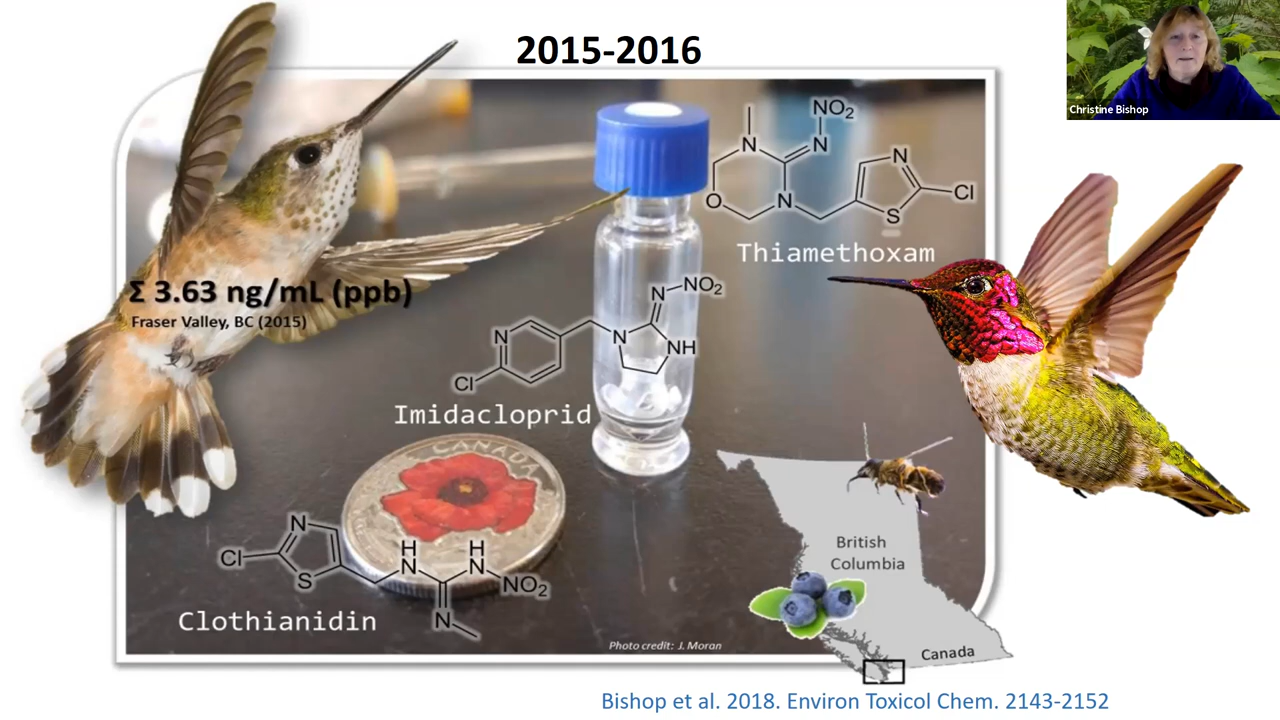 2015-2016
Christine Bishop
N
NO2
N
N
O
N
S
Cl
Thiamethoxam
Σ 3.63 ng/mL (ppb)
Fraser Valley, BC (2015)
N
NO2
N
N
NH
Cl
Imidacloprid
CANADA
N
Cl
S
H
N
H
N
NO2
N
Clothianidin
British
Columbia
Canada
Photo credit: J. Moran
Bishop et al. 2018. Environ Toxicol Chem. 2143-2152